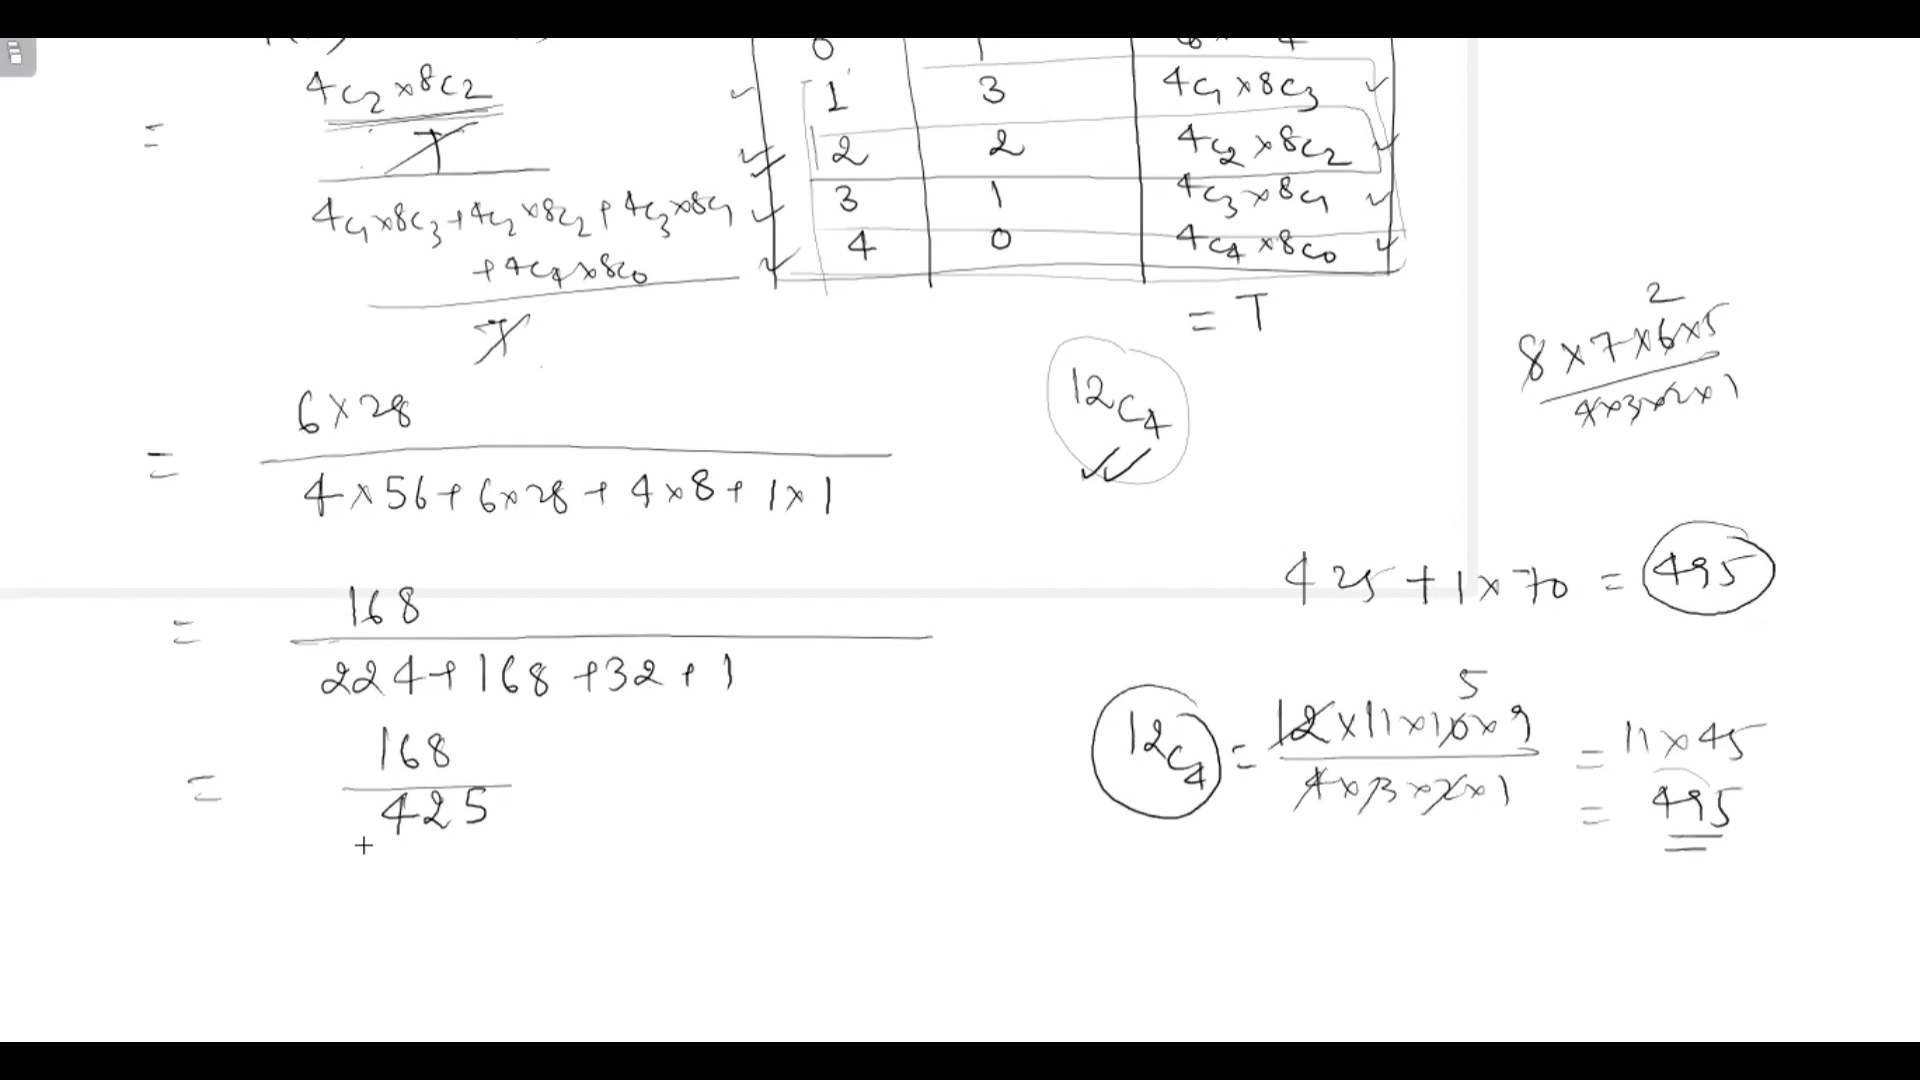 4c₂×8c₂
=
T
4c₁×8c₃+4c₂×8c₂+4c₃×8c₁
+4c₄×8c₀
T
0 1
1 3 4c₁×8c₃
2 2 4c₂×8c₂
3 1 4c₃×8c₁
4 0 4c₄×8c₀
= T
12c₄
2
8×7×6×5
4×3×2×1
6×28
=
4×56+6×28+4×8+1×1
425+1×70 = 495
168
=
224+168+32+1
168
=
425
5
12c₄ = 12×11×10×9 = 11×45
4×3×2×1
= 495